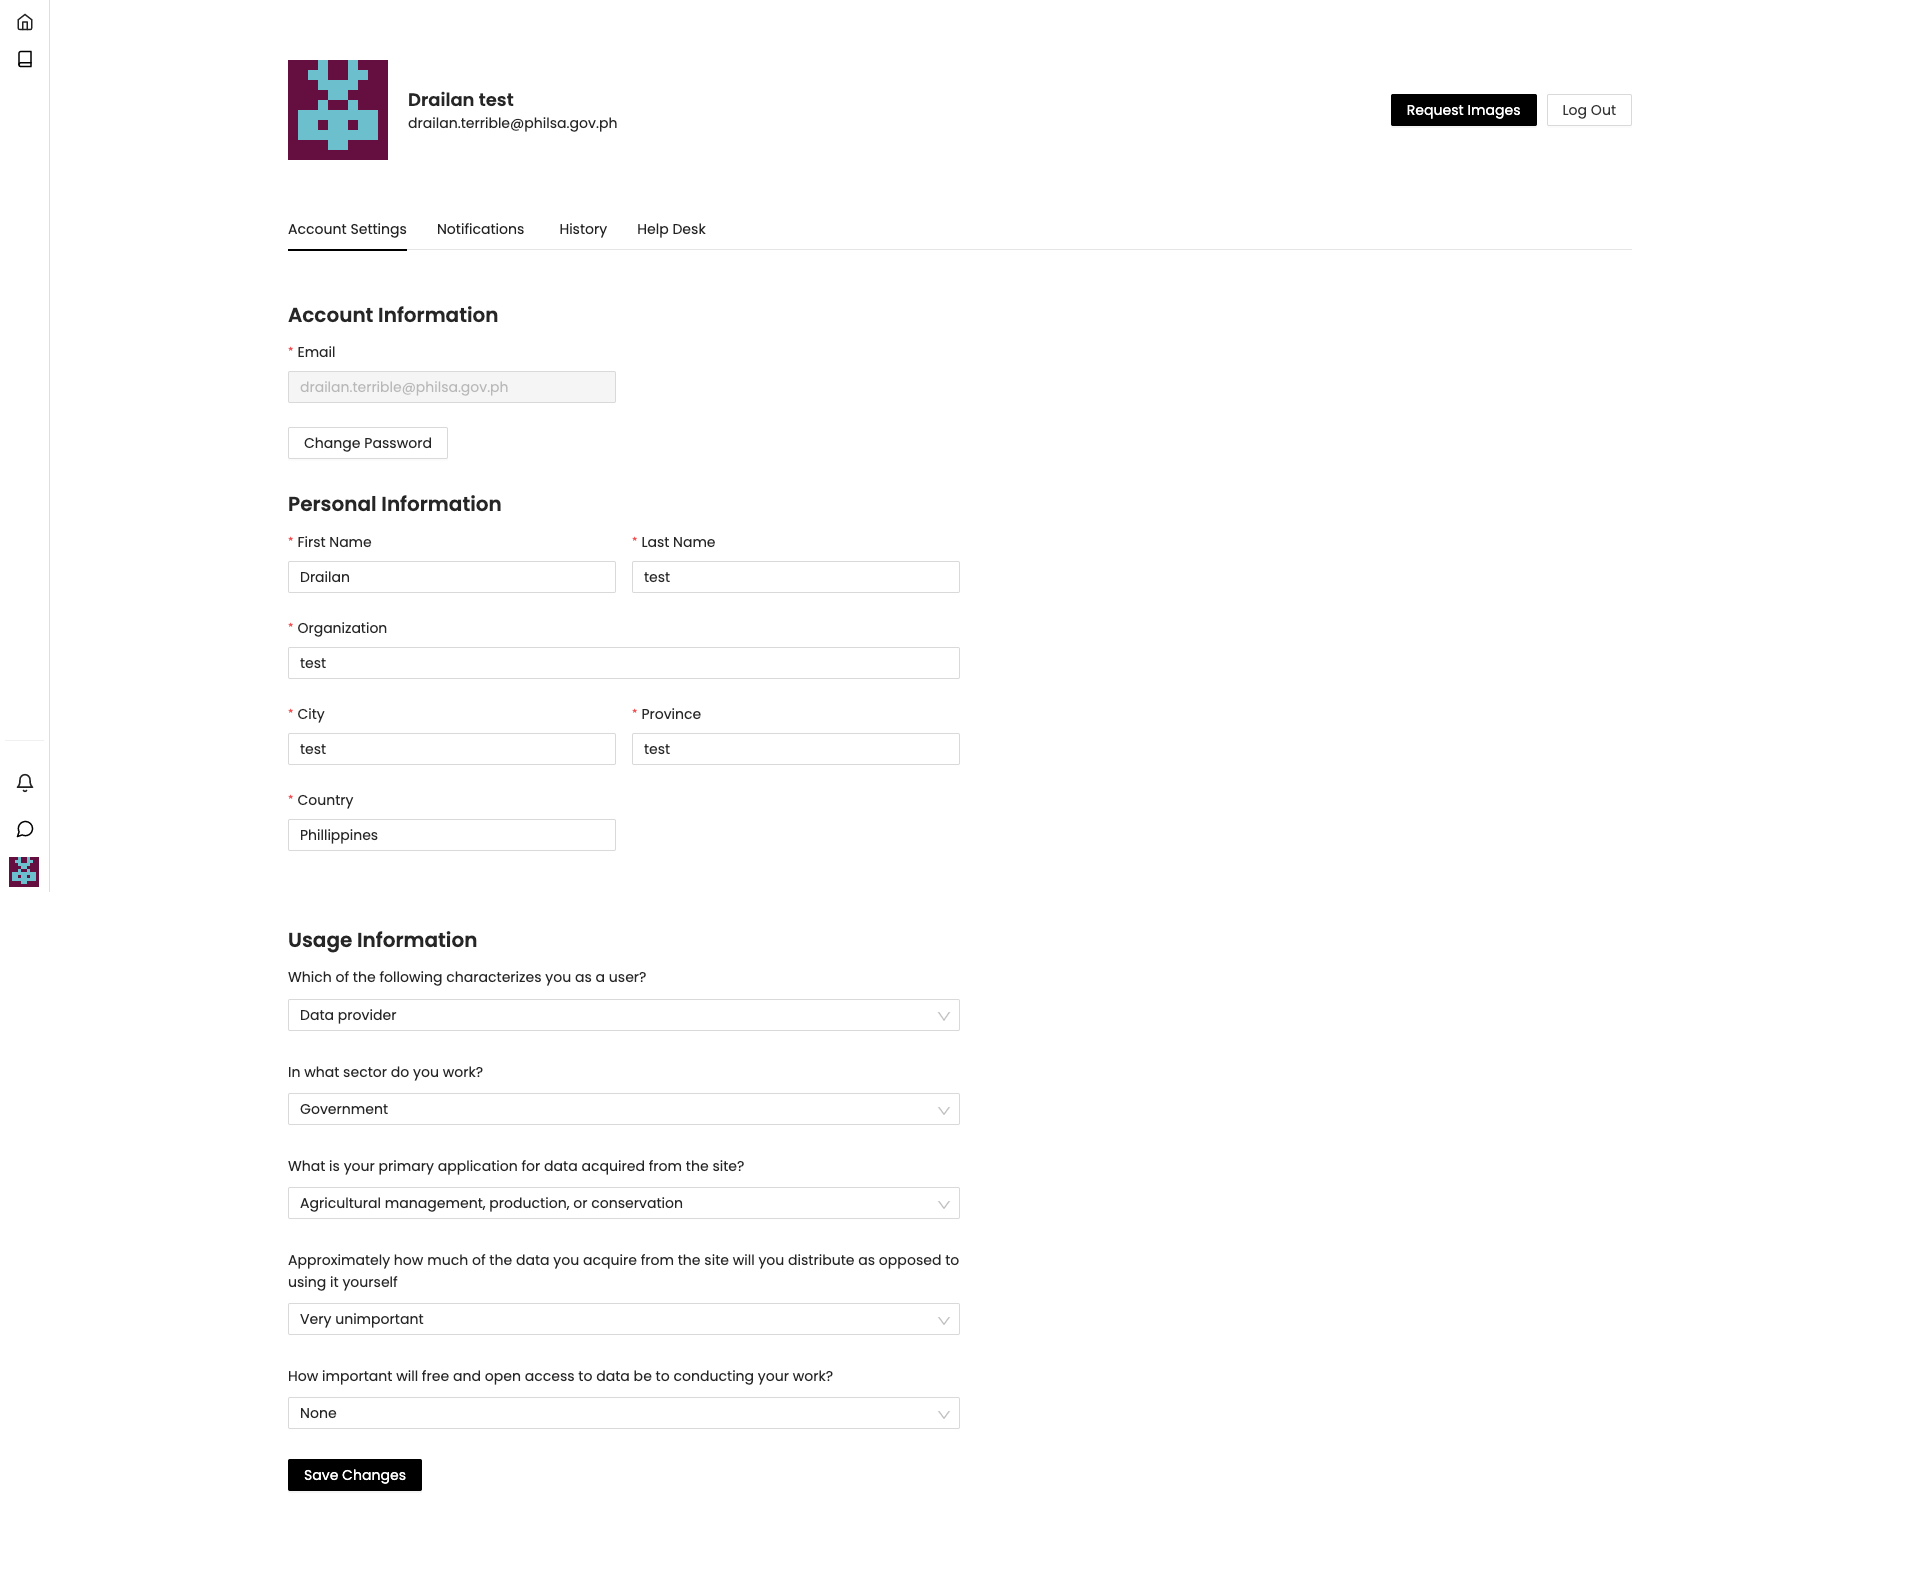 Drailan test
drailan.terrible@philsa.gov.ph
Request Images
Log Out
Account Settings
Notifications
History
Help Desk
Account Information
* Email
drailan.terrible@philsa.gov.ph
Change Password
Personal Information
* First Name
* Last Name
Drailan
test
* Organization
test
* City
* Province
test
test
* Country
Phillippines
Usage Information
Which of the following characterizes you as a user?
Data provider
In what sector do you work?
Government
What is your primary application for data acquired from the site?
Agricultural management, production, or conservation
Approximately how much of the data you acquire from the site will you distribute as opposed to
using it yourself
Very unimportant
How important will free and open access to data be to conducting your work?
None
Save Changes